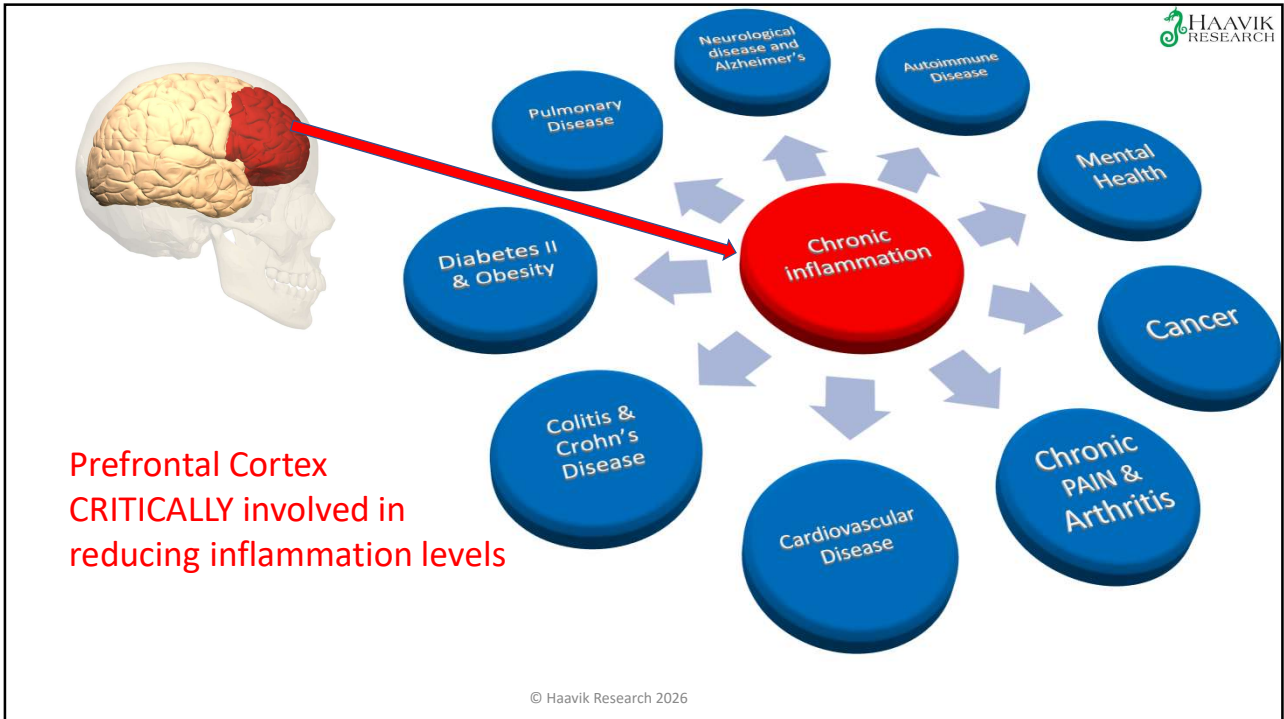 HAAVIK
RESEARCH
Neurological
disease and
Alzheimer's
Autoimmune
Disease
Pulmonary
Disease
Mental
Health
Chronic
inflammation
Diabetes II
& Obesity
Cancer
Colitis &
Crohn's
Disease
Chronic
PAIN &
Arthritis
Cardiovascular
Disease
Prefrontal Cortex
CRITICALLY involved in
reducing inflammation levels
© Haavik Research 2026